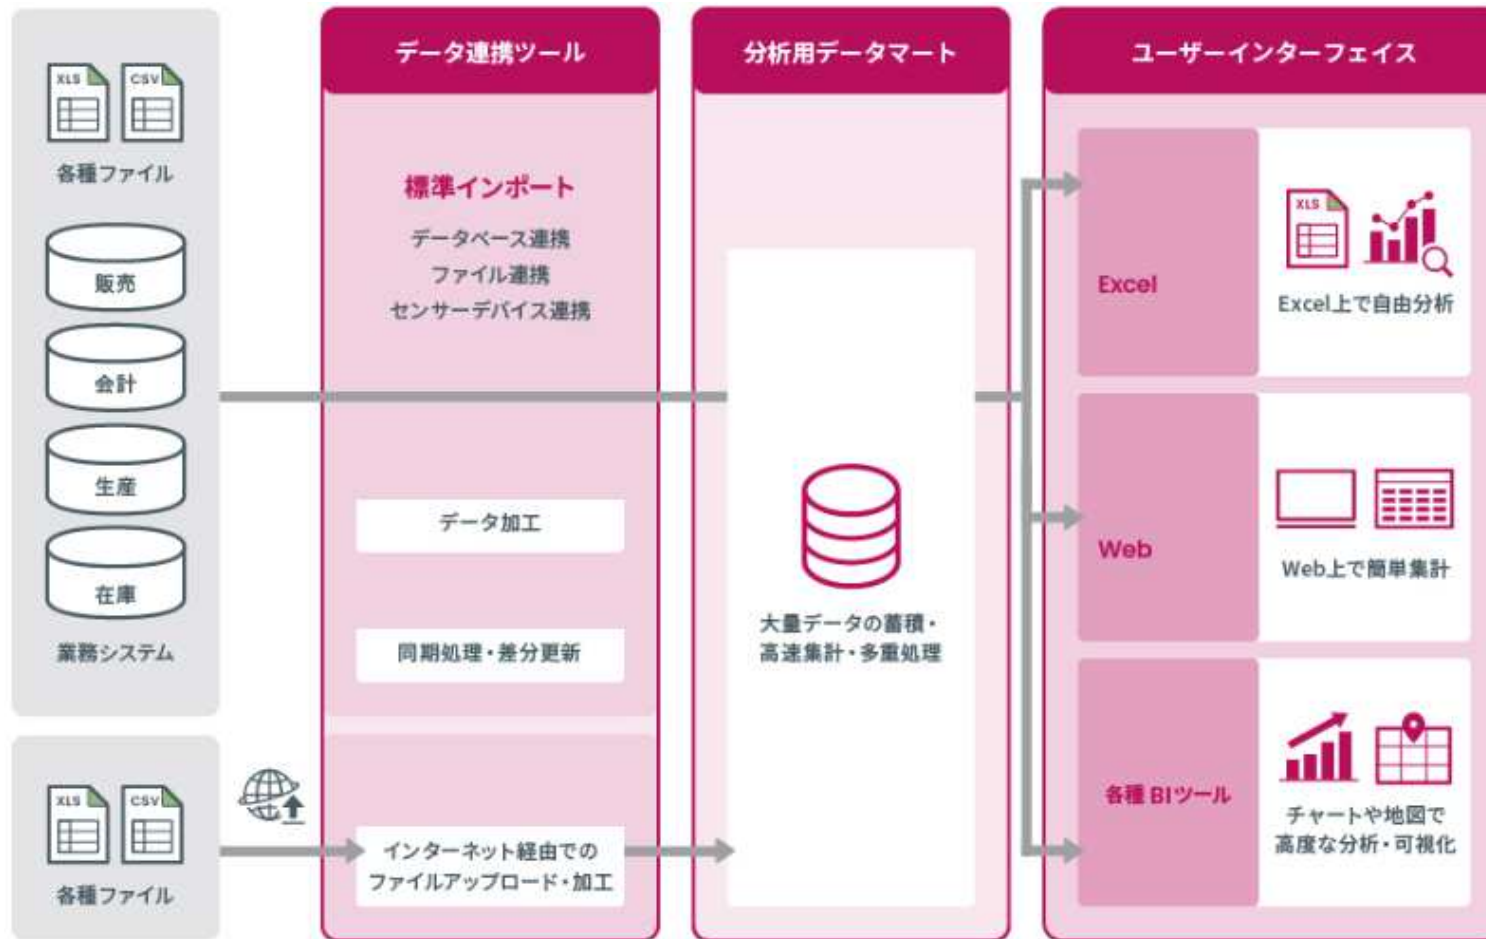 XLS
CSV
各種ファイル
販売
会計
生産
在庫
業務システム
XLS
CSV
各種ファイル
データ連携ツール
標準インポート
データベース連携
ファイル連携
センサーデバイス連携
データ加工
同期処理・差分更新
インターネット経由での
ファイルアップロード・加工
分析用データマート
大量データの蓄積・
高速集計・多重処理
ユーザーインターフェイス
Excel
XLS
Excel上で自由分析
Web
Web上で簡単集計
各種 BIツール
チャートや地図で
高度な分析・可視化